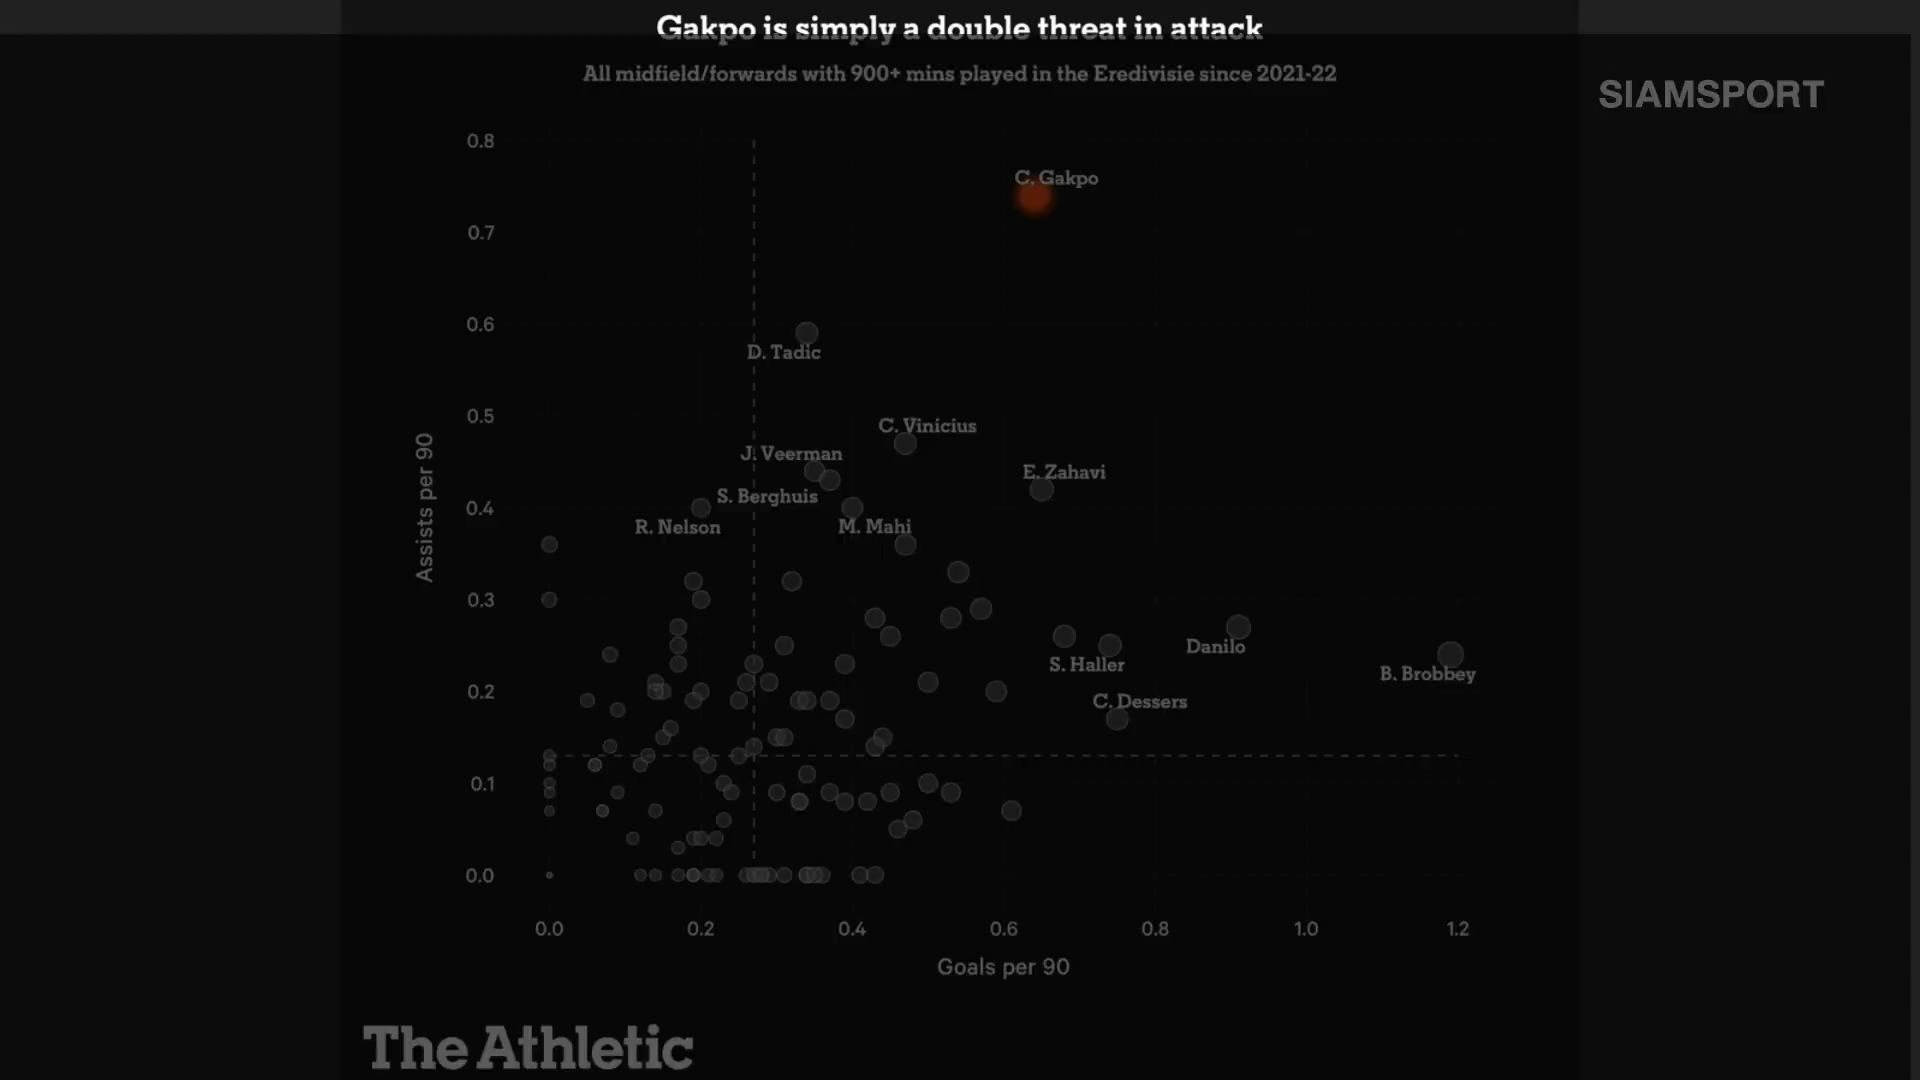 Gakpo is simply a double threat in attack
All midfield/forwards with 900+ mins played in the Eredivisie since 2021-22
SIAMSPORT
0.8
C. Gakpo
0.7
0.6
D. Tadic
0.5
C. Vinicius
J. Veerman
E. Zahavi
S. Berghuis
0.4
R. Nelson
M. Mahi
Assists per 90
0.3
Danilo
S. Haller
B. Brobbey
0.2
C. Dessers
0.1
0.0
0.0 0.2 0.4 0.6 0.8 1.0 1.2
Goals per 90
The Athletic